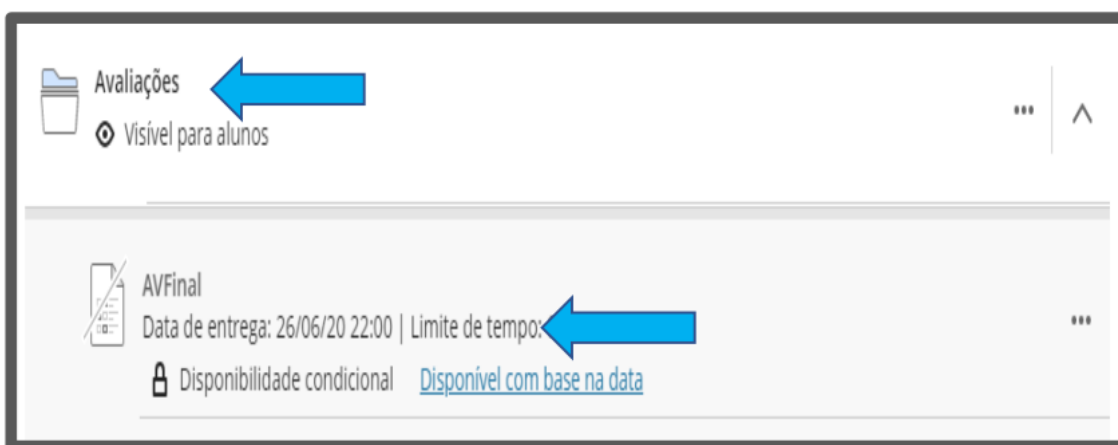 Avaliações
Visível para alunos
AVFinal
Data de entrega: 26/06/20 22:00 | Limite de tempo:
Disponibilidade condicional Disponível com base na data